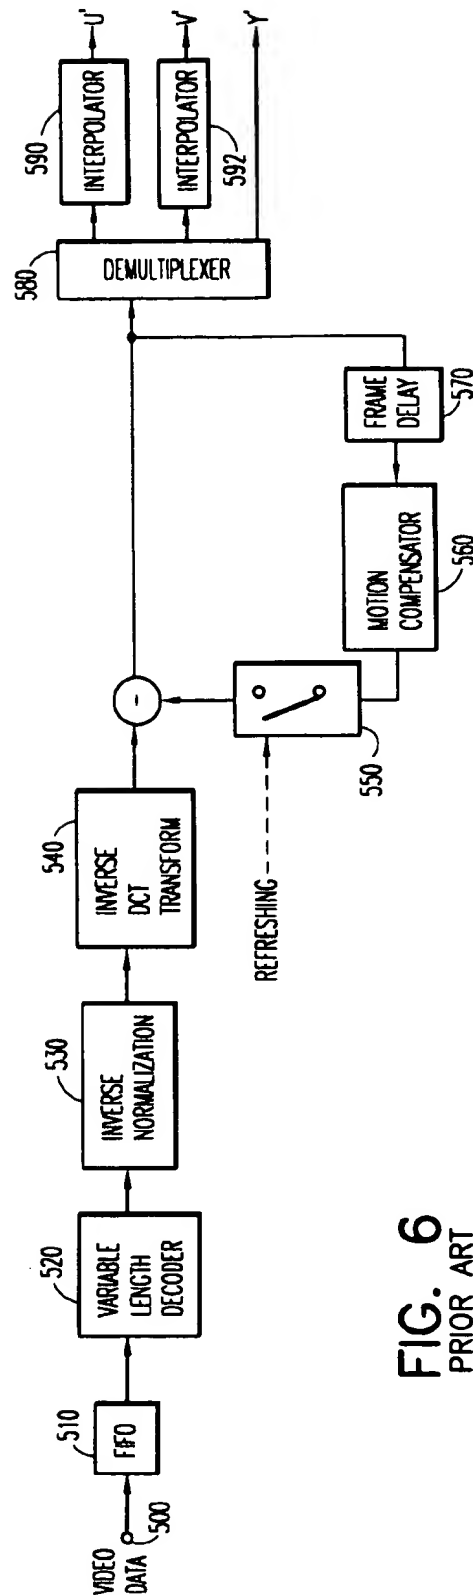 VIDEO
DATA
500
510
FIFO
520
VARIABLE
LENGTH
DECODER
530
INVERSE
NORMALIZATION
540
INVERSE
DCT
TRANSFORM
-
REFRESHING
550
560
MOTION
COMPENSATOR
570
FRAME
DELAY
580
DEMULTIPLEXER
590
INTERPOLATOR
U'
INTERPOLATOR
592
V'
Y'
FIG. 6
PRIOR ART